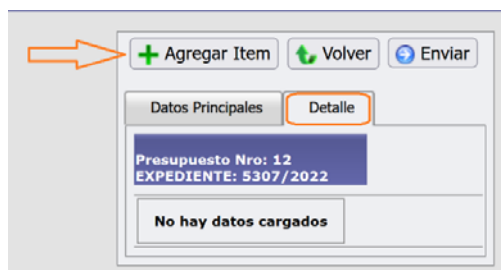 Agregar Item Volver Enviar
Datos Principales Detalle
Presupuesto Nro: 12
EXPEDIENTE: 5307/2022
No hay datos cargados